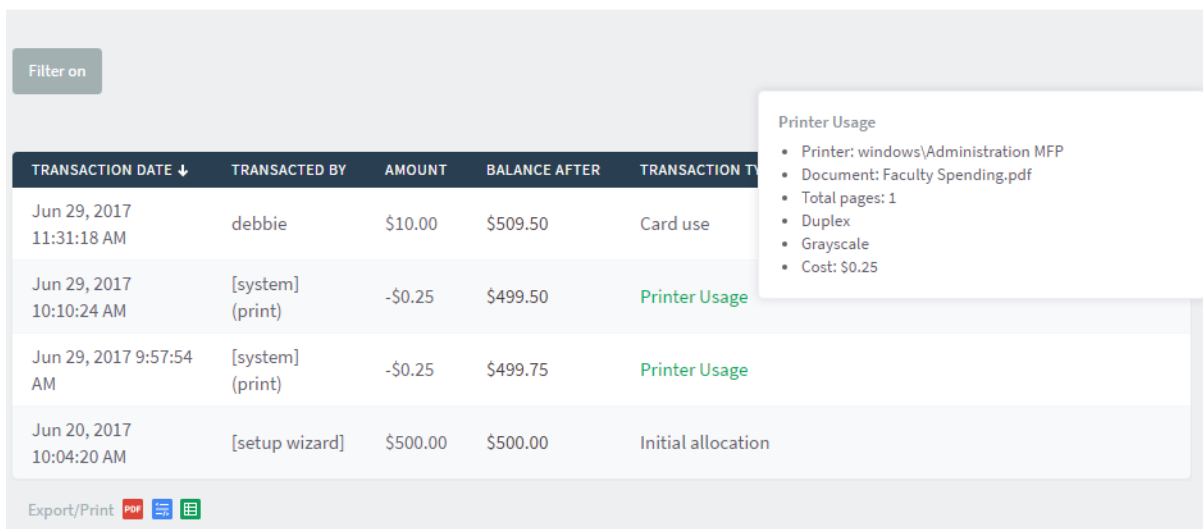 Filter on
Printer Usage
• Printer: windows\Administration MFP
• Document: Faculty Spending.pdf
• Total pages: 1
• Duplex
• Grayscale
• Cost: $0.25
TRANSACTION DATE ↓ TRANSACTED BY AMOUNT BALANCE AFTER TRANSACTION TY
Jun 29, 2017
11:31:18 AM debbie $10.00 $509.50 Card use
Jun 29, 2017 [system]
10:10:24 AM (print) -$0.25 $499.50 Printer Usage
Jun 29, 2017 9:57:54 [system]
AM (print) -$0.25 $499.75 Printer Usage
Jun 20, 2017
10:04:20 AM [setup wizard] $500.00 $500.00 Initial allocation
Export/Print PDF